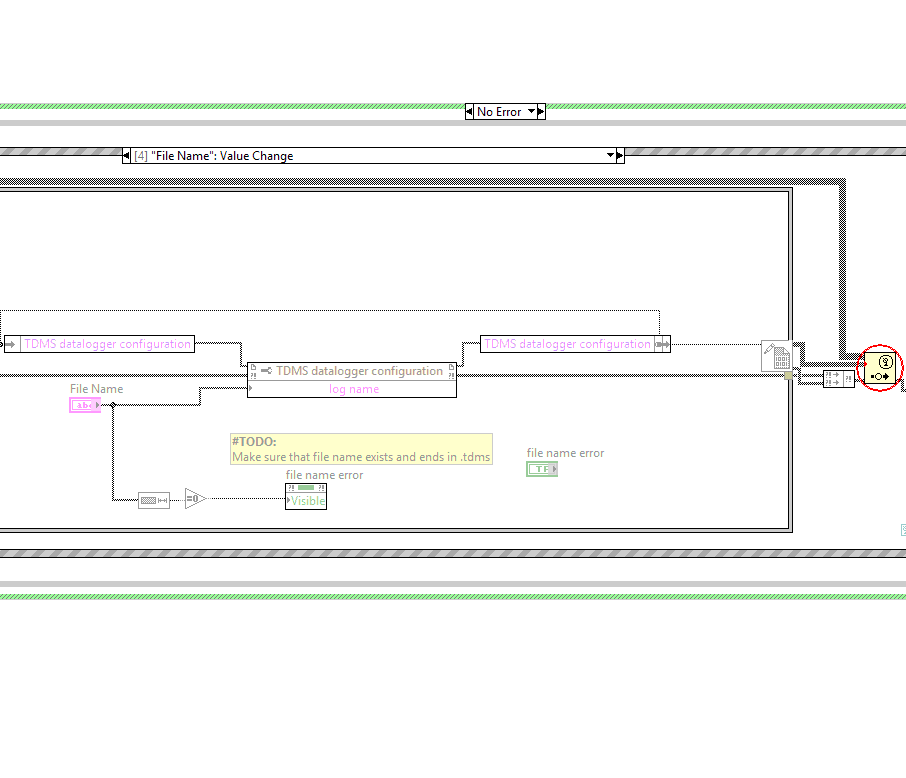 No Error
[4] "File Name": Value Change
TDMS datalogger configuration
TDMS datalogger configuration
TDMS datalogger configuration
log name
File Name
abc
#TODO:
Make sure that file name exists and ends in .tdms
file name error
TF
file name error
Visible
=0